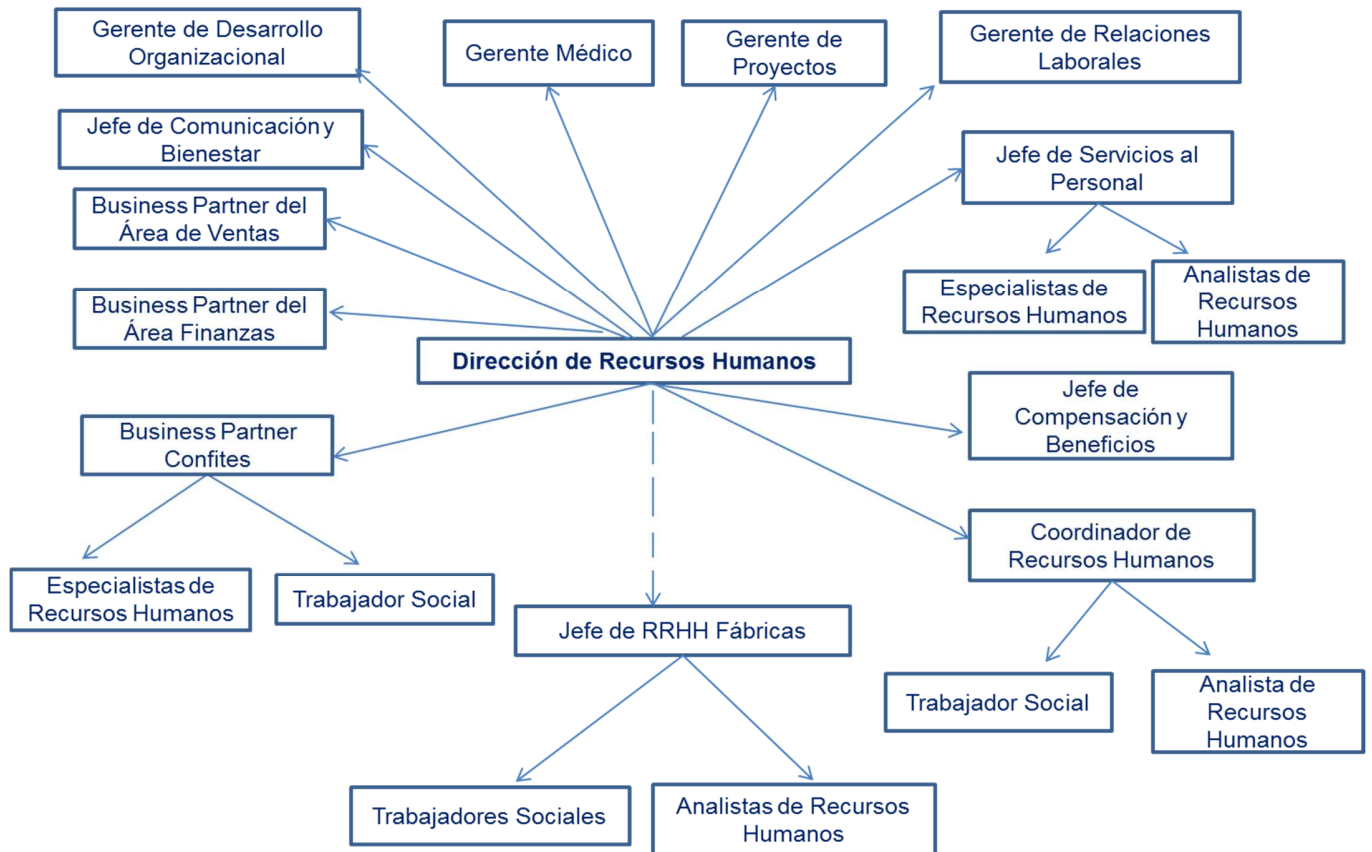 Gerente de Desarrollo
Organizacional
Gerente Médico
Gerente de
Proyectos
Gerente de Relaciones
Laborales
Jefe de Comunicación y
Bienestar
Jefe de Servicios al
Personal
Business Partner del
Área de Ventas
Especialistas de
Recursos Humanos
Analistas de
Recursos
Humanos
Business Partner del
Área Finanzas
Dirección de Recursos Humanos
Jefe de
Compensación y
Beneficios
Business Partner
Confites
Coordinador de
Recursos Humanos
Especialistas de
Recursos Humanos
Trabajador Social
Jefe de RRHH Fábricas
Trabajador Social
Analista de
Recursos
Humanos
Trabajadores Sociales
Analistas de Recursos
Humanos